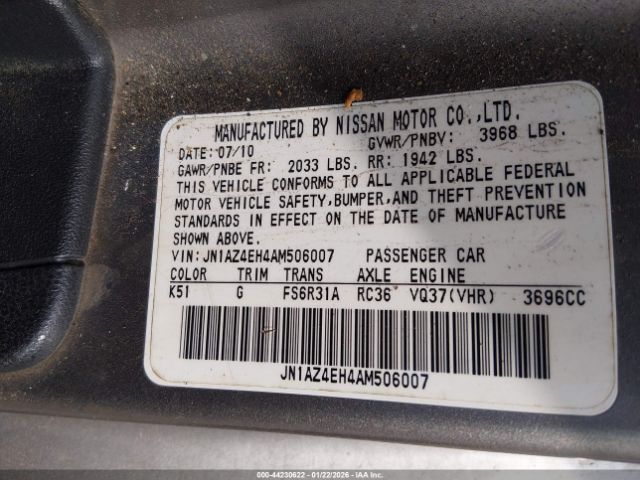 MANUFACTURED BY NISSAN MOTOR CO.,LTD.
DATE: 07/10 GVWR/PNBV: 3968 LBS.
GAWR/PNBE FR: 2033 LBS. RR: 1942 LBS.
THIS VEHICLE CONFORMS TO ALL APPLICABLE FEDERAL
MOTOR VEHICLE SAFETY,BUMPER,AND THEFT PREVENTION
STANDARDS IN EFFECT ON THE DATE OF MANUFACTURE
SHOWN ABOVE.
VIN: JN1AZ4EH4AM506007 PASSENGER CAR
COLOR TRIM TRANS AXLE ENGINE
K51 G FS6R31A RC36 VQ37(VHR) 3696CC
JN1AZ4EH4AM506007
000-44230622 - 01/22/2026 - IAAI.COM